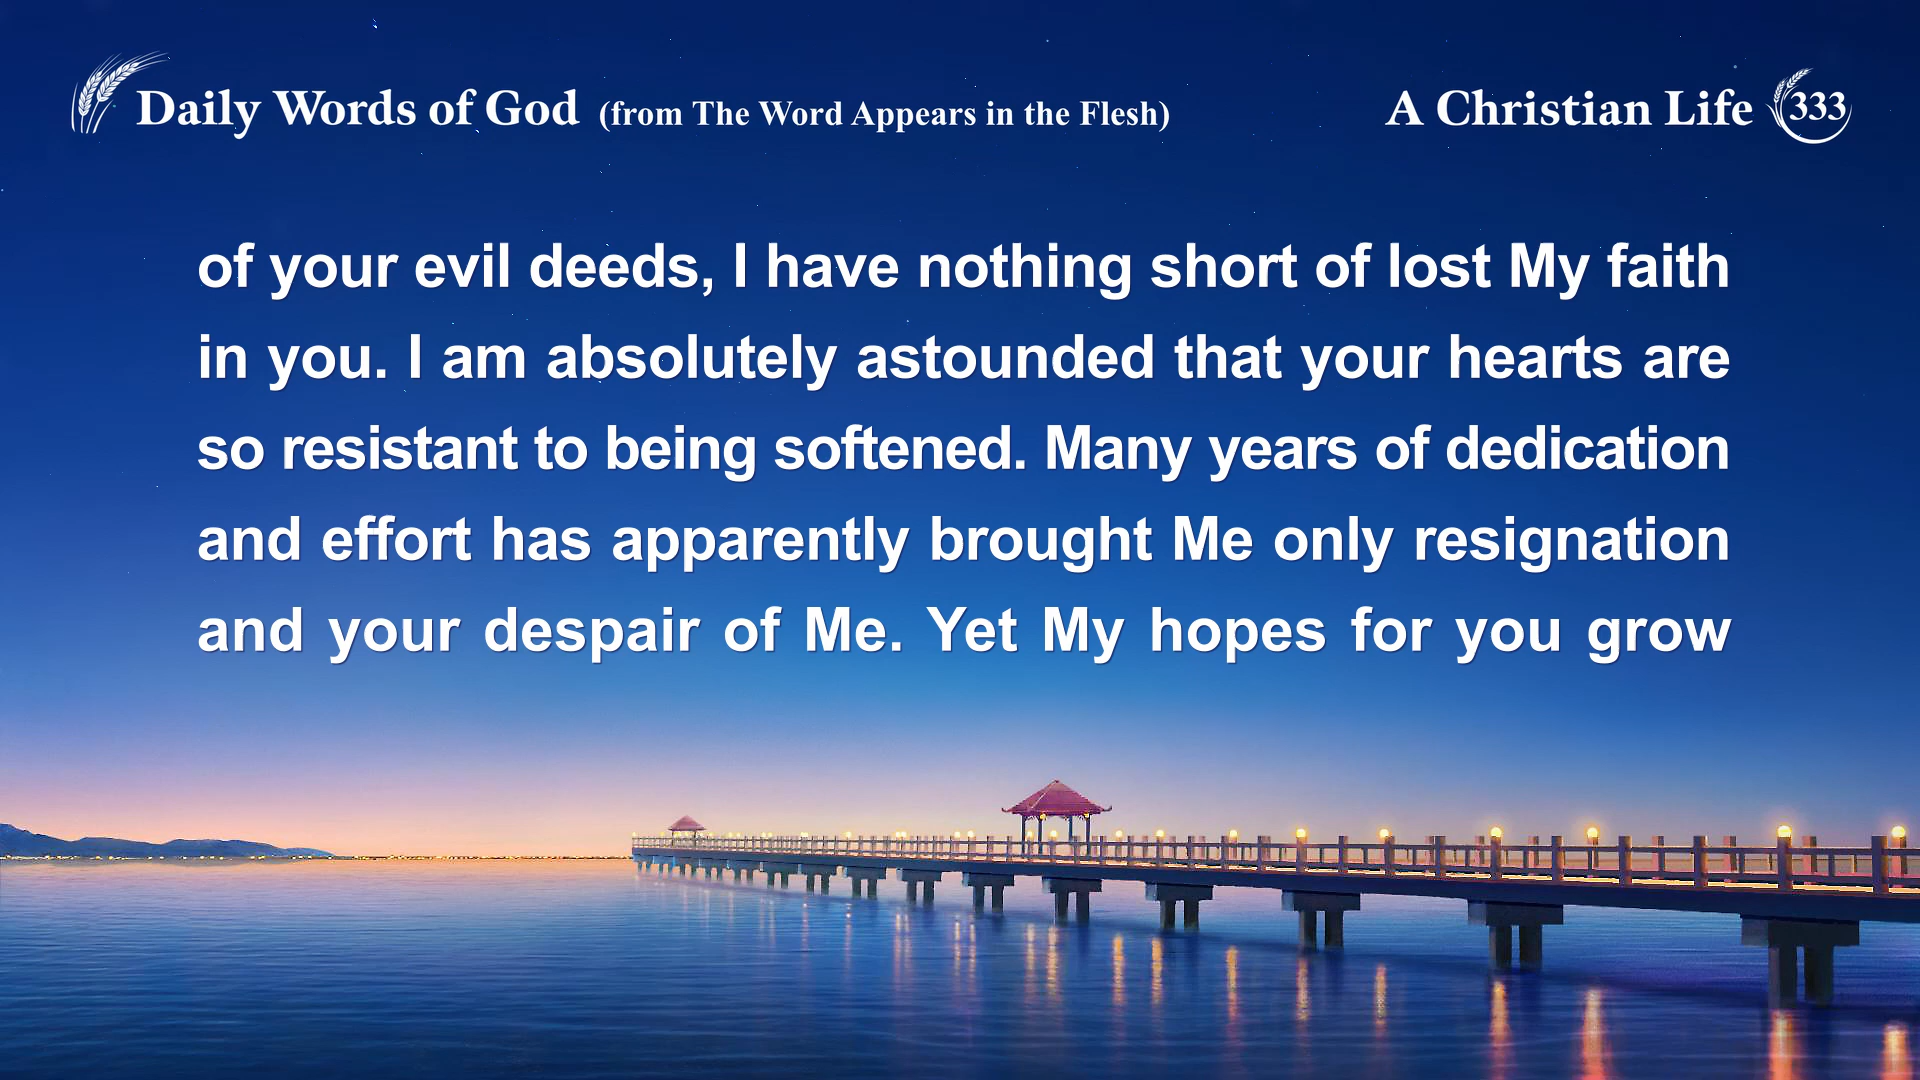 Daily Words of God (from The Word Appears in the Flesh)
A Christian Life 333
of your evil deeds, I have nothing short of lost My faith
in you. I am absolutely astounded that your hearts are
so resistant to being softened. Many years of dedication
and effort has apparently brought Me only resignation
and your despair of Me. Yet My hopes for you grow